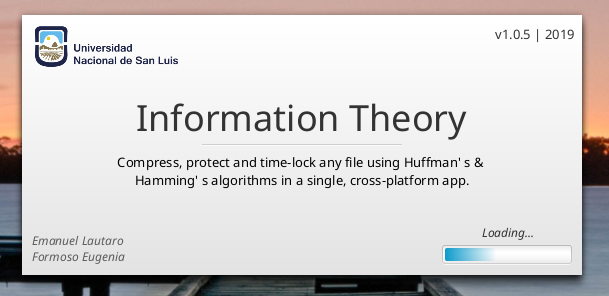 Universidad
Nacional de San Luis
v1.0.5 | 2019
Information Theory
Compress, protect and time-lock any file using Huffman' s &
Hamming' s algorithms in a single, cross-platform app.
Loading...
Emanuel Lautaro
Formoso Eugenia